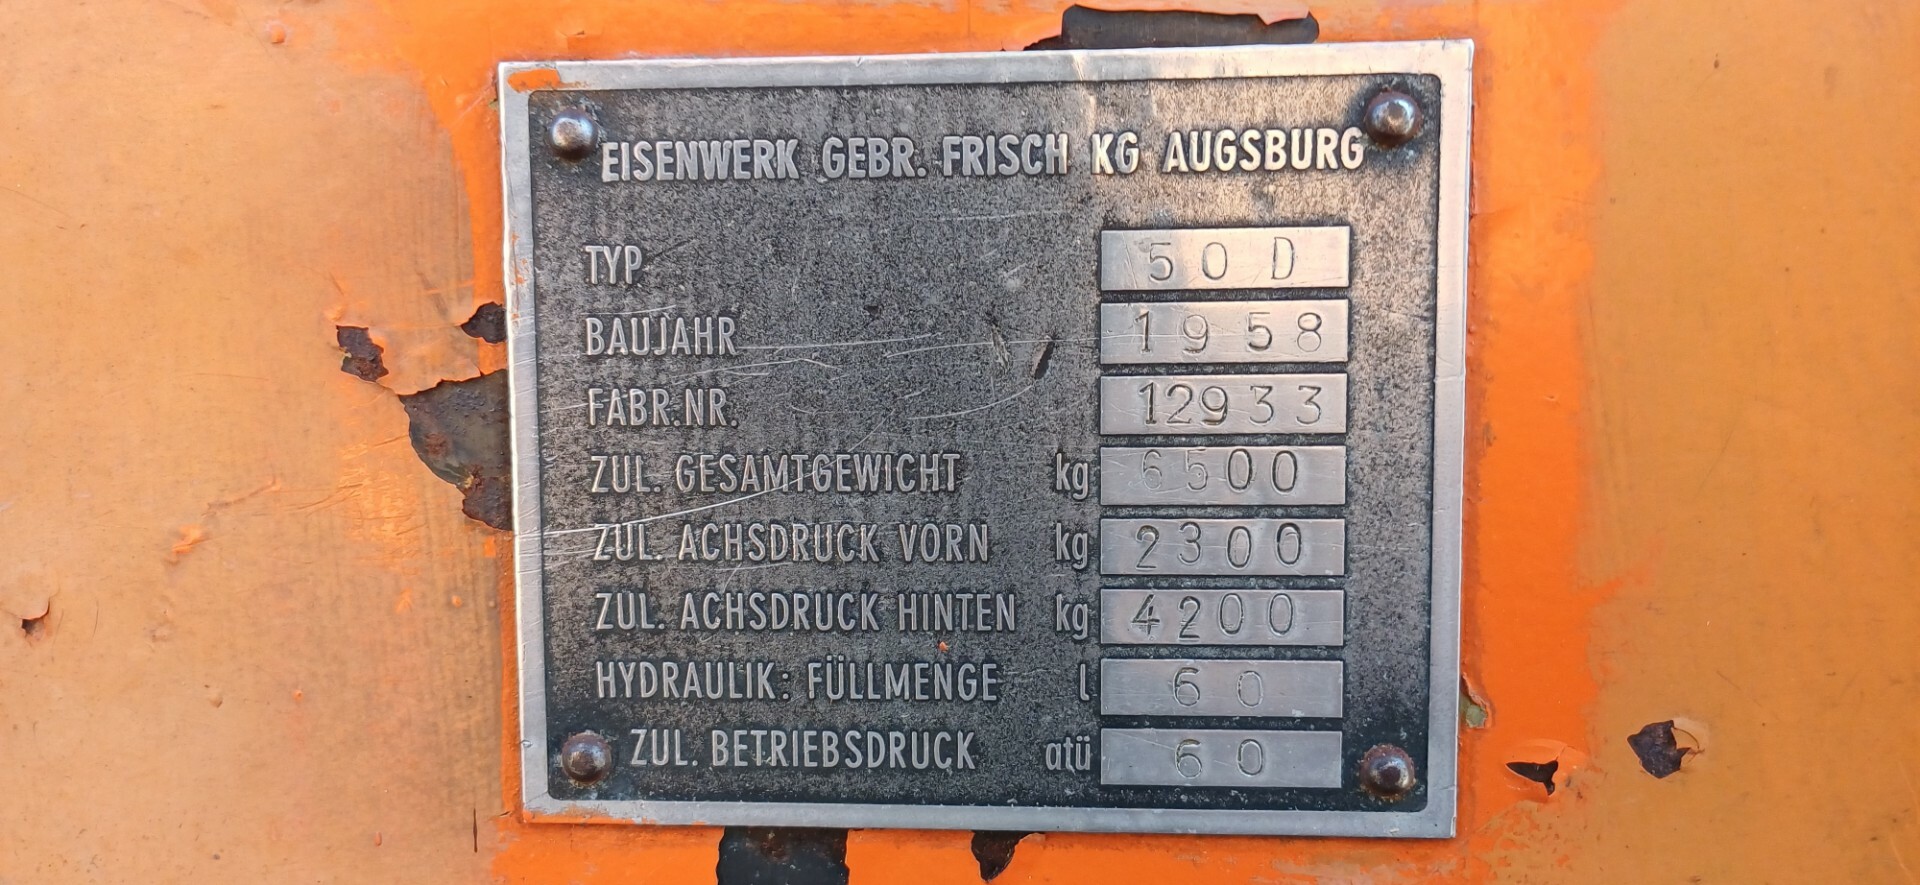 EISENWERK GEBR. FRISCH KG AUGSBURG
TYP 50 D
BAUJAHR 1958
FABR.NR. 12933
ZUL. GESAMTGEWICHT kg 6500
ZUL. ACHSDRUCK VORN kg 2300
ZUL. ACHSDRUCK HINTEN kg 4200
HYDRAULIK: FÜLLMENGE l 60
ZUL. BETRIEBSDRUCK atü 60